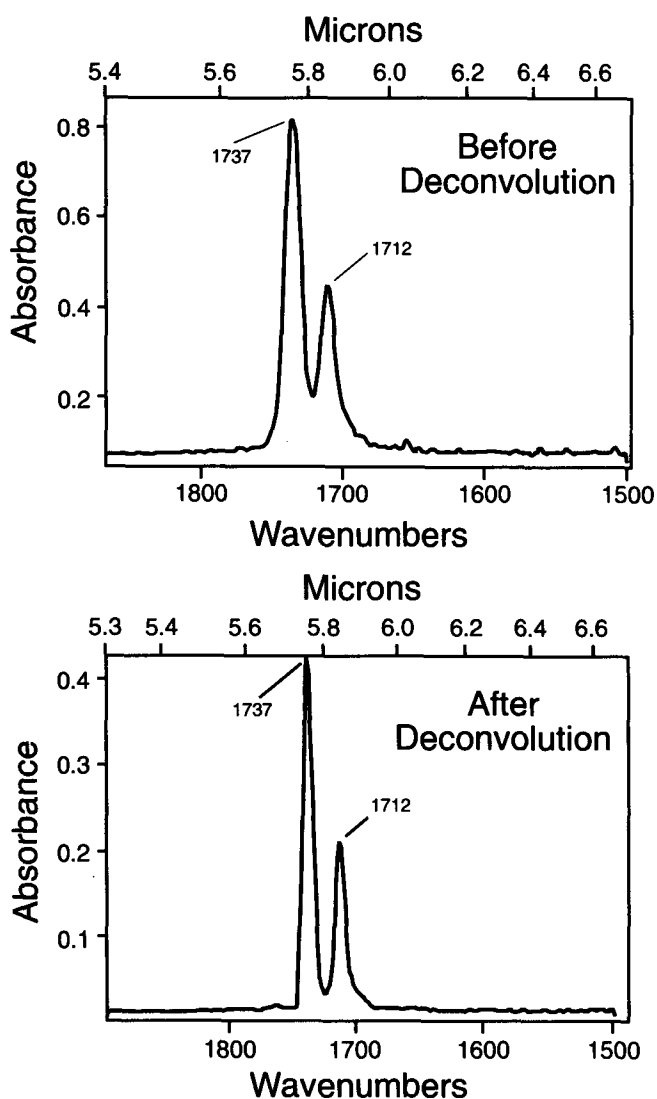 Microns
5.4 5.6 5.8 6.0 6.2 6.4 6.6
Before
Deconvolution
1737
1712
Absorbance
0.8
0.6
0.4
0.2
1800 1700 1600 1500
Wavenumbers
Microns
5.3 5.4 5.6 5.8 6.0 6.2 6.4 6.6
After
Deconvolution
1737
1712
Absorbance
0.4
0.3
0.2
0.1
1800 1700 1600 1500
Wavenumbers